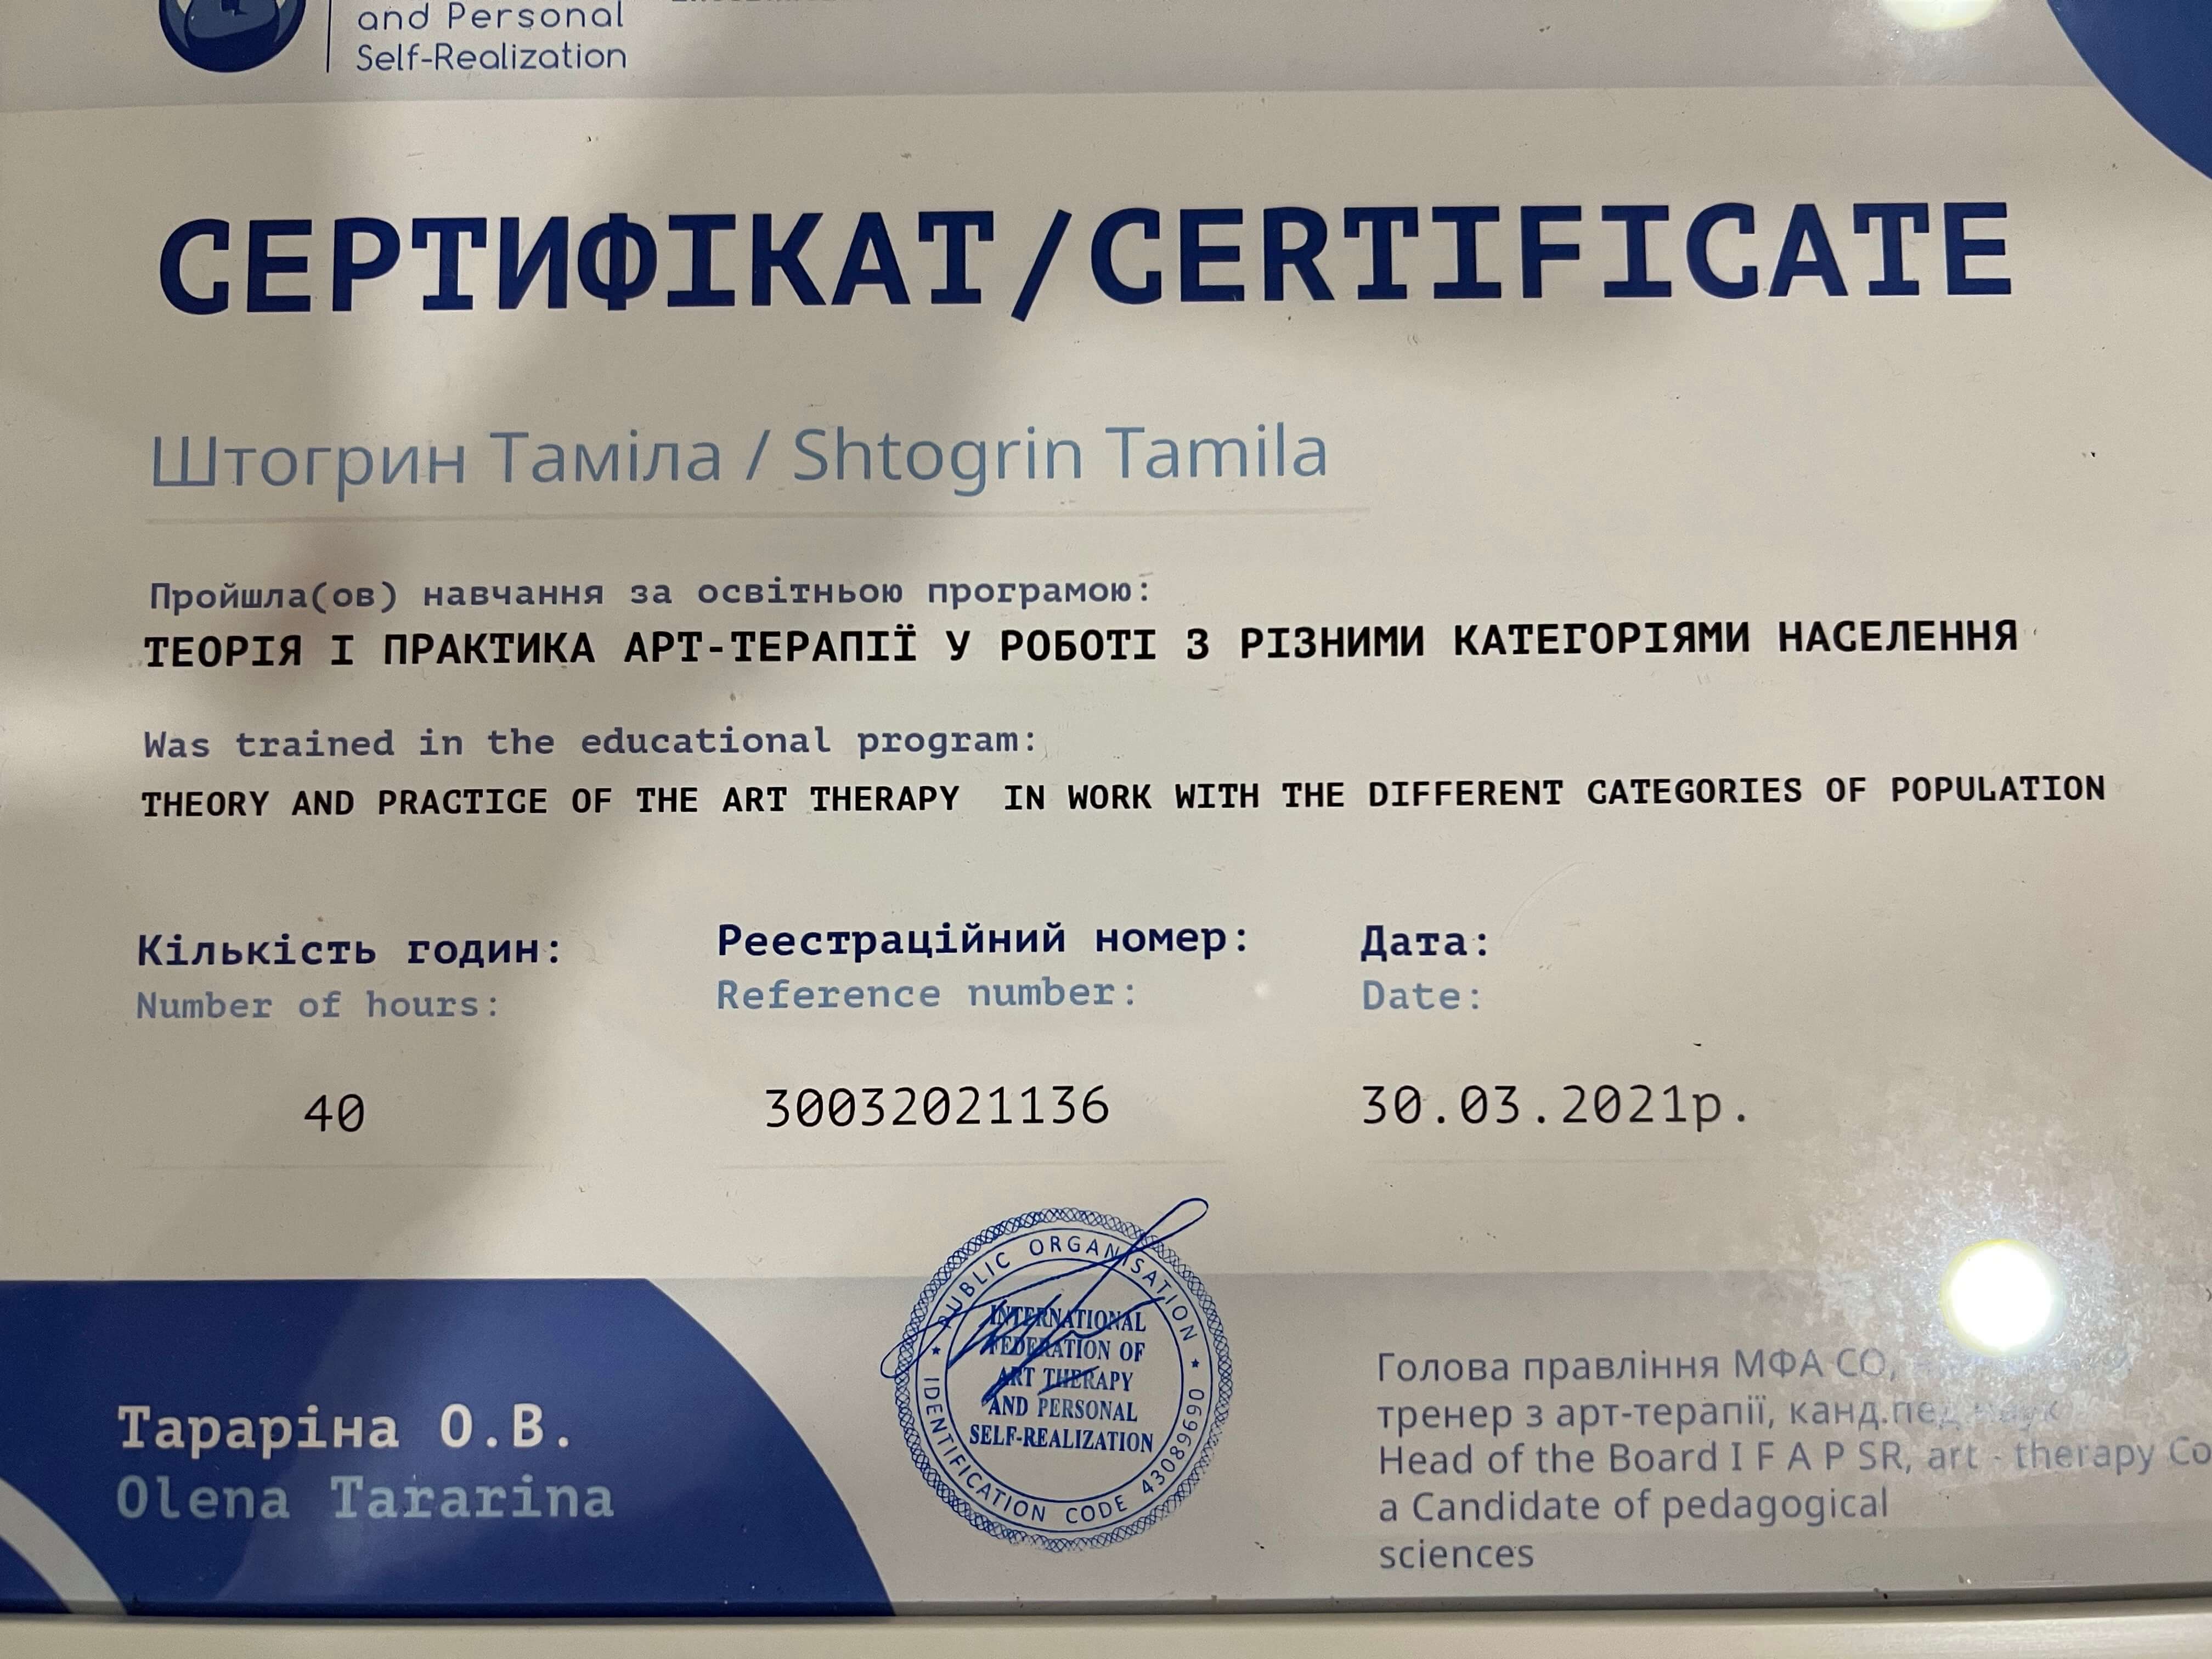 and Personal
Self-Realization
СЕРТИФІКАТ/CERTIFICATE
Штогрин Таміла / Shtogrin Tamila
Пройшла(ов) навчання за освітньою програмою:
ТЕОРІЯ І ПРАКТИКА АРТ-ТЕРАПІЇ У РОБОТІ З РІЗНИМИ КАТЕГОРІЯМИ НАСЕЛЕННЯ
Was trained in the educational program:
THEORY AND PRACTICE OF THE ART THERAPY IN WORK WITH THE DIFFERENT CATEGORIES OF POPULATION
Кількість годин:
Number of hours:
40
Реестраційний номер:
Reference number:
30032021136
Дата:
Date:
30.03.2021р.
PUBLIC ORGANISATION
INTERNATIONAL
FEDERATION OF
ART THERAPY
AND PERSONAL
SELF-REALIZATION
IDENTIFICATION CODE 43089690
Тараріна О.В.
Olena Tararina
Голова правління МФА СО,
тренер з арт-терапії, канд.пед наук
Head of the Board I F A P SR, art - therapy Co
a Candidate of pedagogical
sciences